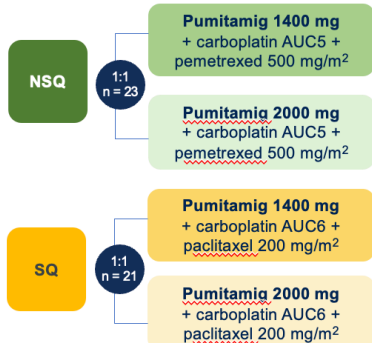 NSQ
1:1
n = 23
Pumitamig 1400 mg
+ carboplatin AUC5 +
pemetrexed 500 mg/m²
Pumitamig 2000 mg
+ carboplatin AUC5 +
pemetrexed 500 mg/m²
SQ
1:1
n = 21
Pumitamig 1400 mg
+ carboplatin AUC6 +
paclitaxel 200 mg/m²
Pumitamig 2000 mg
+ carboplatin AUC6 +
paclitaxel 200 mg/m²